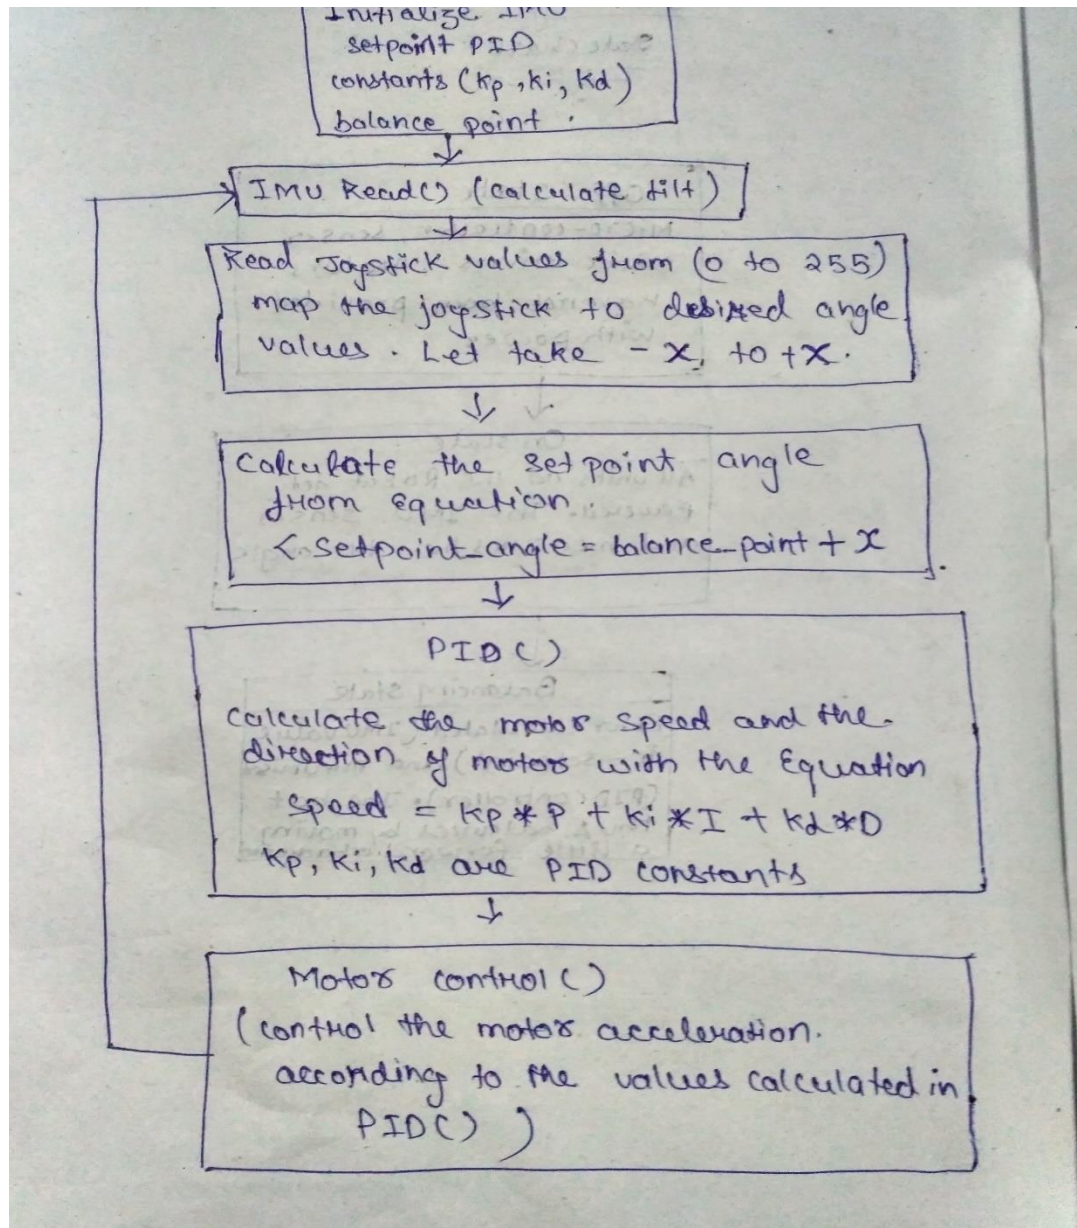 Initialize IMU
setpoint PID
constants (Kp, Ki, Kd)
balance point.
IMU Read() (calculate tilt)
Read Joystick values from (0 to 255)
map the joystick to desired angle
values. Let take - x, to +x.
Calculate the set point angle
from equation.
< setpoint_angle = balance_point + x
PID()
calculate the motor speed and the
direction of motor with the Equation
speed = Kp * P + Ki * I + Kd * D
Kp, Ki, Kd are PID constants
Motor control()
(control the motor acceleration.
according to the values calculated in
PID() )